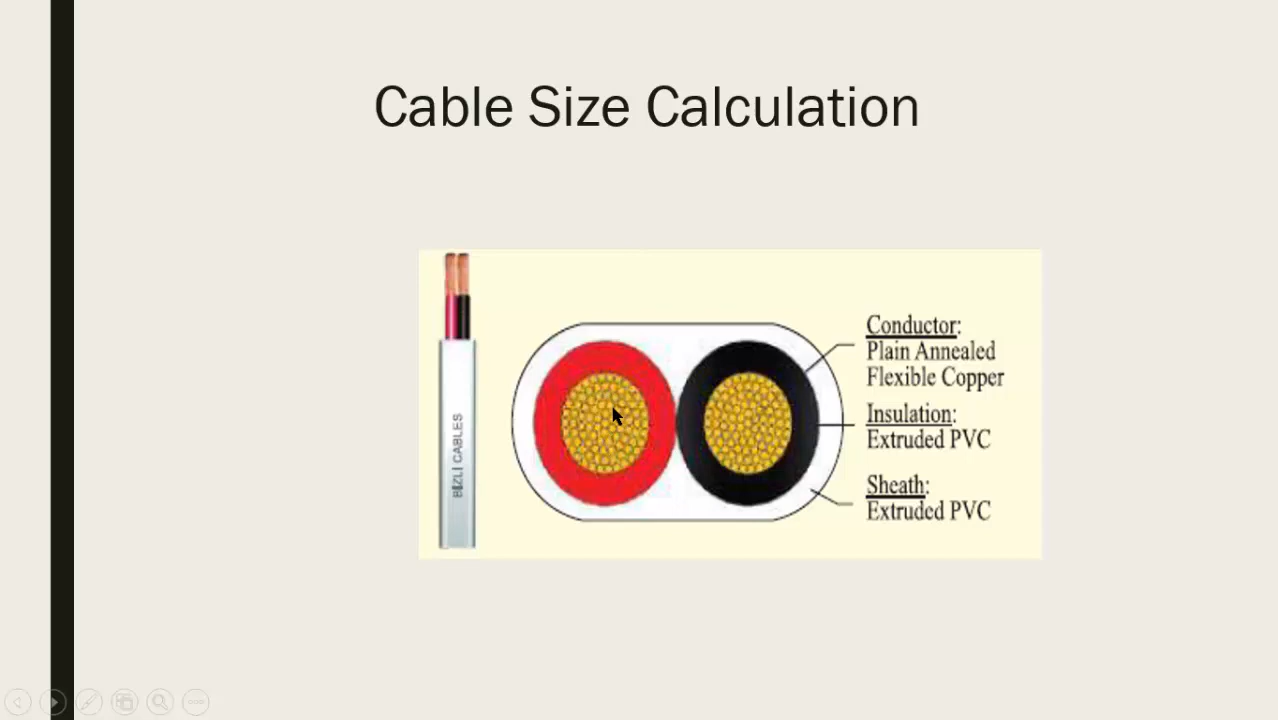 Cable Size Calculation
Conductor:
Plain Annealed
Flexible Copper
Insulation:
Extruded PVC
Sheath:
Extruded PVC
BIZLI CABLES